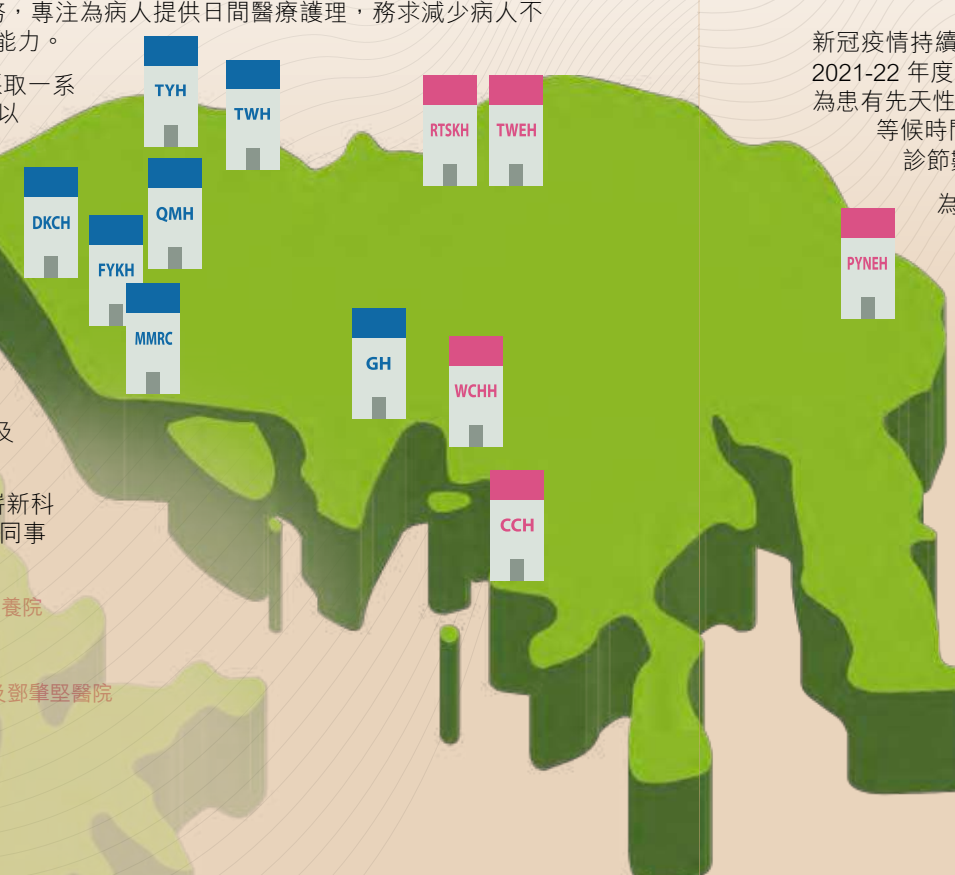 務，專注為病人提供日間醫療護理，務求減少病人不
能力。
取一系
以
新冠疫情持續
2021-22 年度
為患有先天性
等候時間
診節數
為
TYH
TWH
RTSKH
TWEH
DKCH
QMH
FYKH
PYNEH
MMRC
GH
WCHH
CCH
及
新科
同事
養院
及鄧肇堅醫院